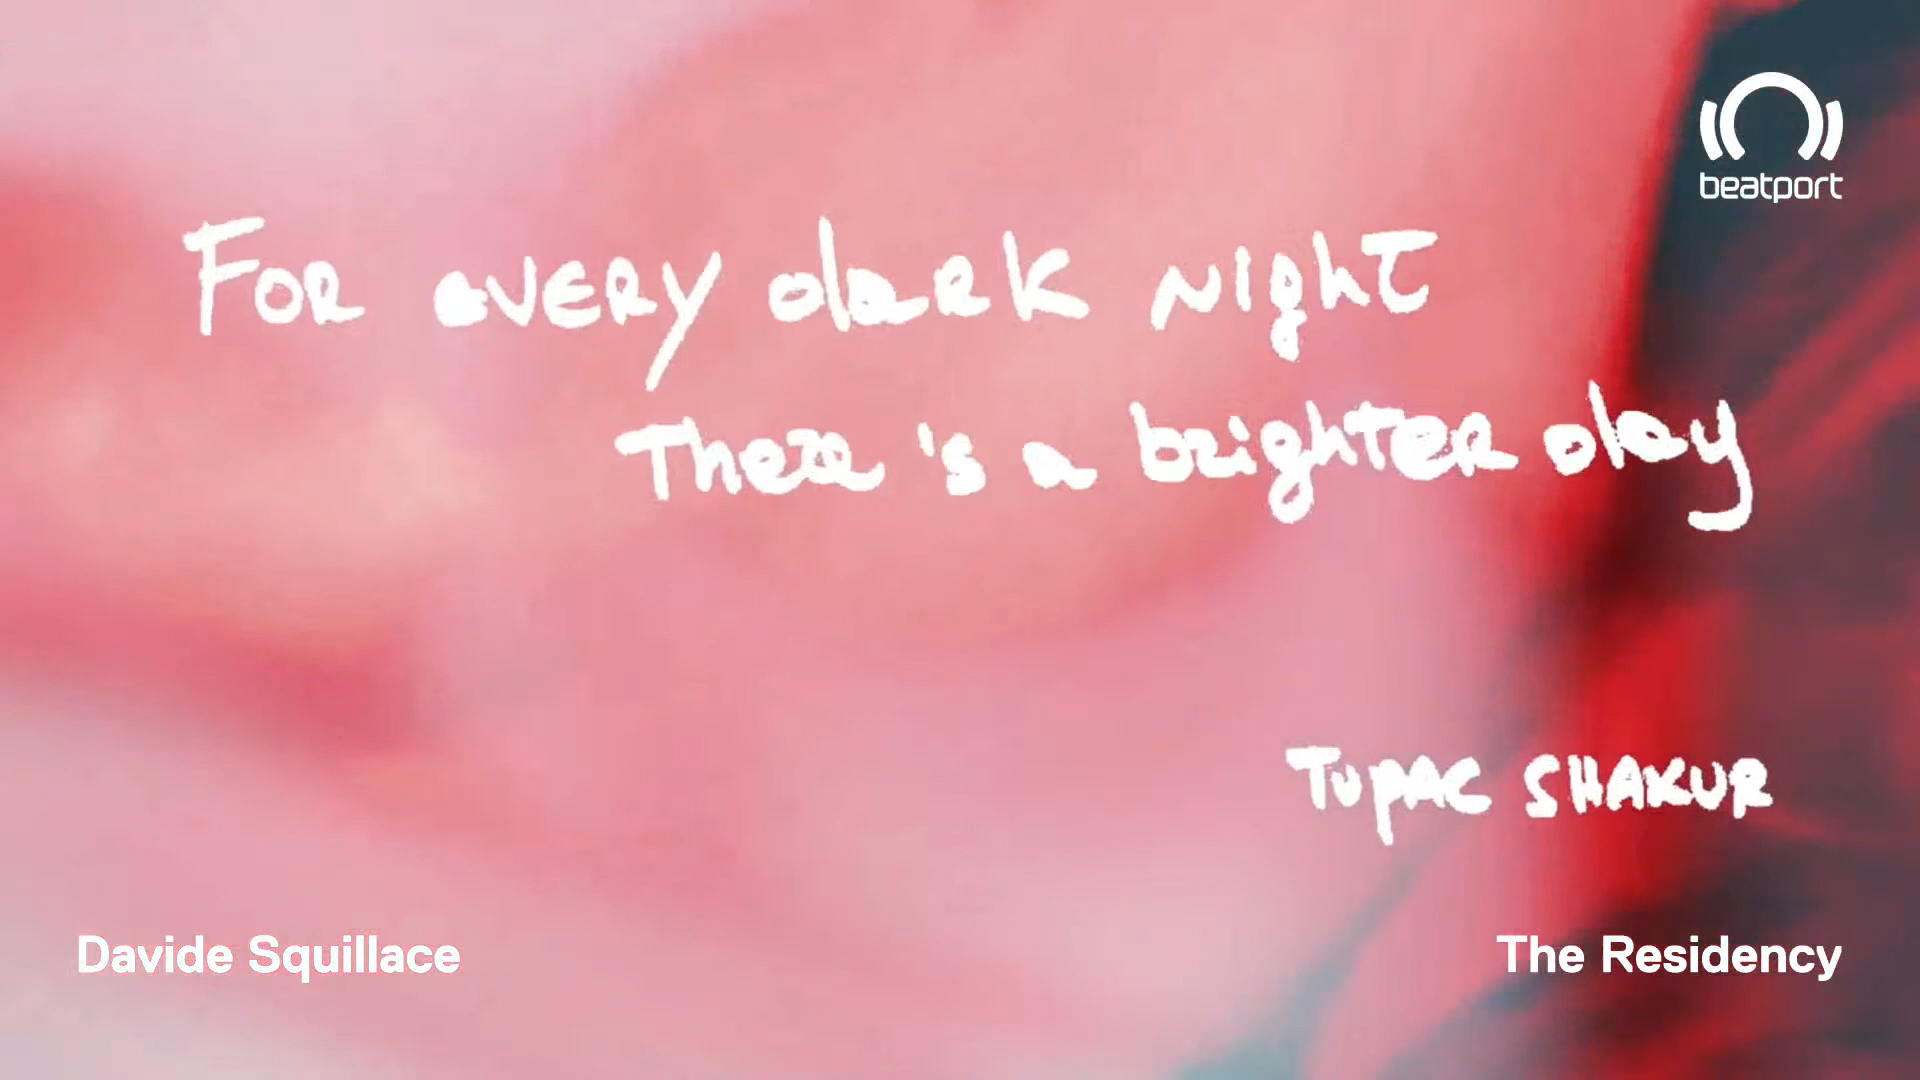 beatport
For every dark night
There's a brighter day
Tupac Shakur
Davide Squillace
The Residency